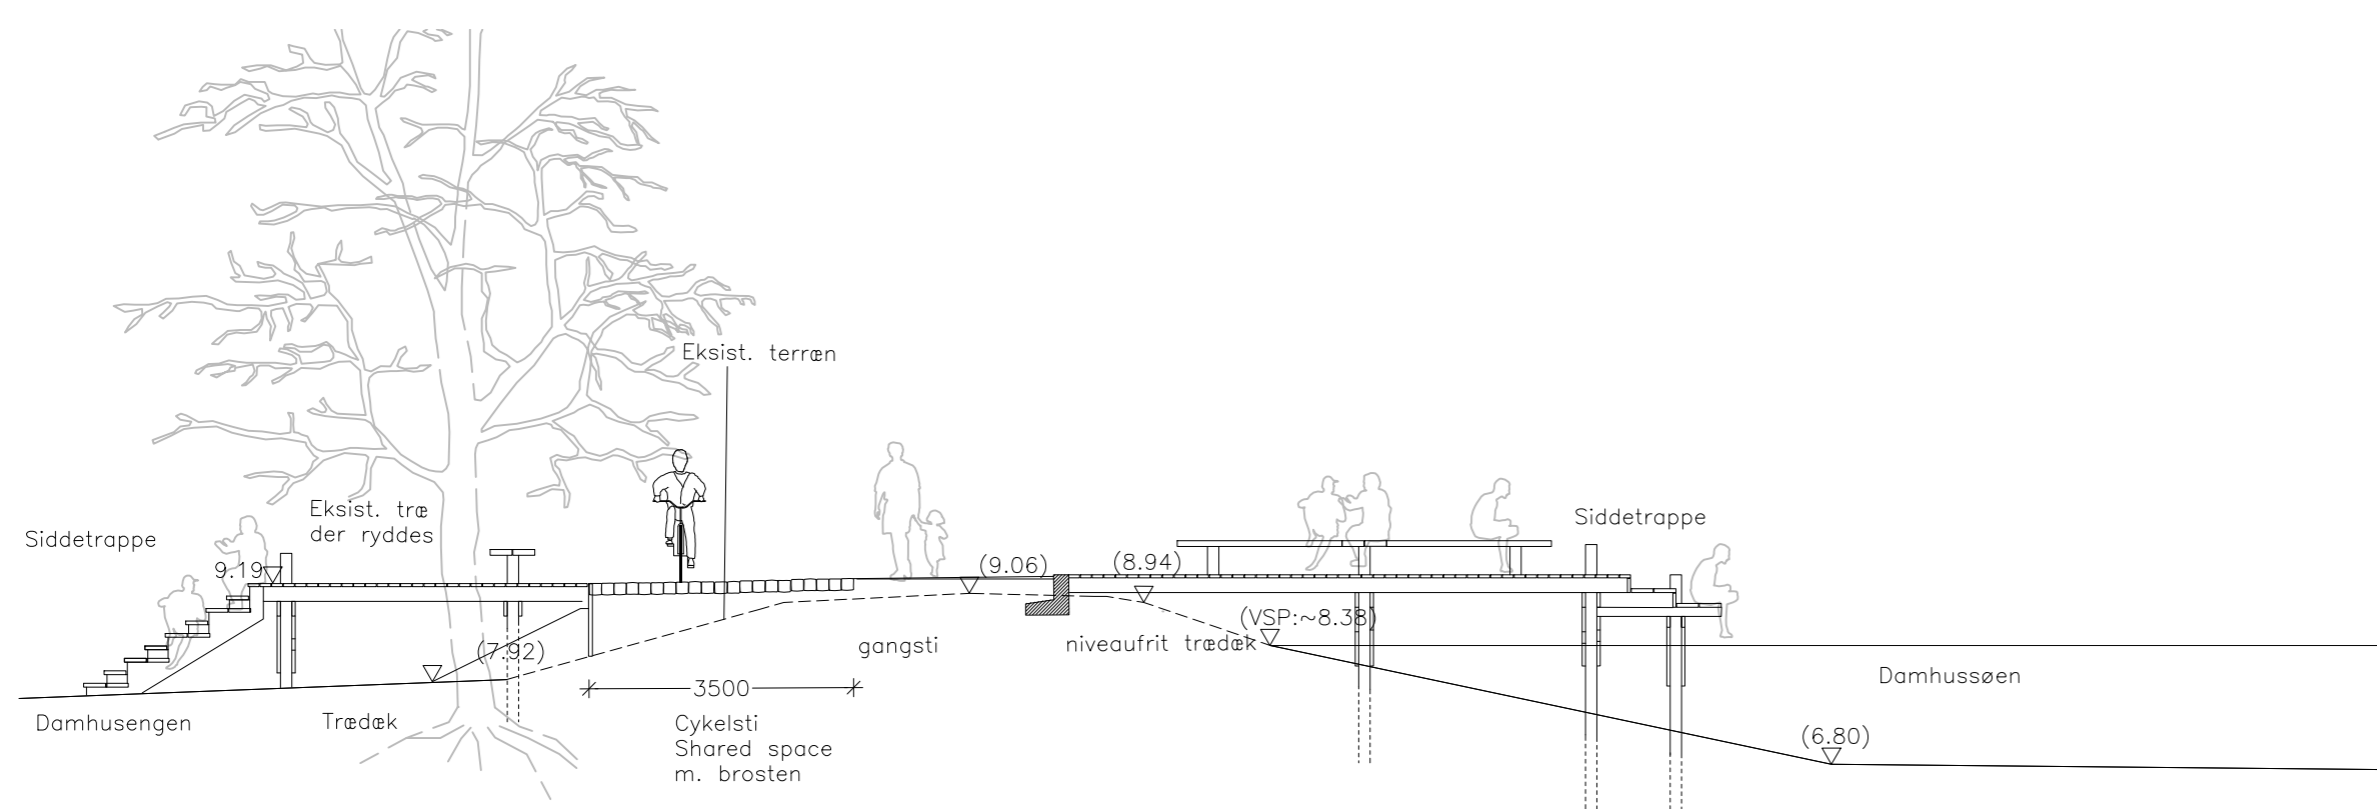 Eksist. terræn
Eksist. træ
der ryddes
Siddetrappe
Siddetrappe
9.19
(9.06)
(8.94)
(VSP:~8.38)
(7.92)
gangsti
niveaufrit trædæk
Damhussøen
3500
Damhusengen
Trædæk
Cykelsti
Shared space
m. brosten
(6.80)